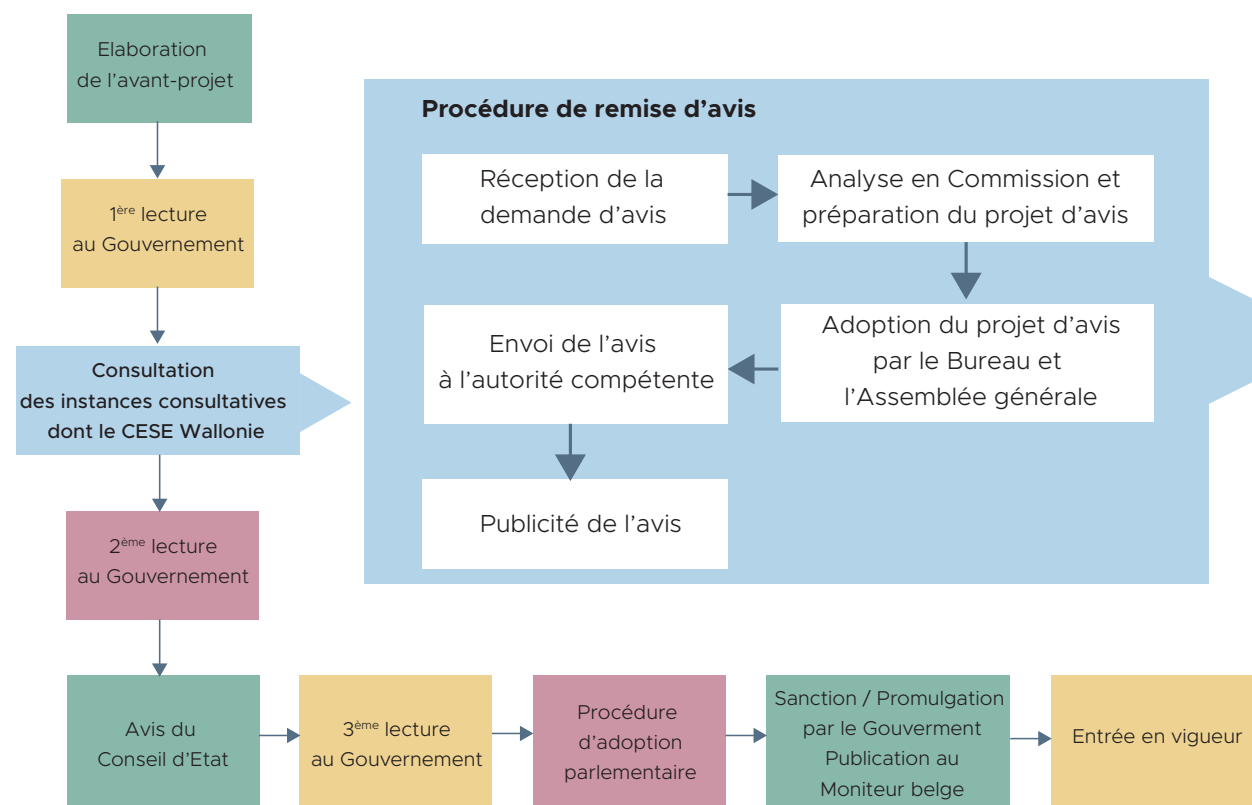 Elaboration
de l'avant-projet
1ère lecture
au Gouvernement
Consultation
des instances consultatives
dont le CESE Wallonie
Procédure de remise d'avis
Réception de la
demande d'avis
Analyse en Commission et
préparation du projet d'avis
Adoption du projet d'avis
par le Bureau et
l'Assemblée générale
Envoi de l'avis
à l'autorité compétente
Publicité de l'avis
2ème lecture
au Gouvernement
Avis du
Conseil d'Etat
3ème lecture
au Gouvernement
Procédure
d'adoption
parlementaire
Sanction / Promulgation
par le Gouverment
Publication au
Moniteur belge
Entrée en vigueur